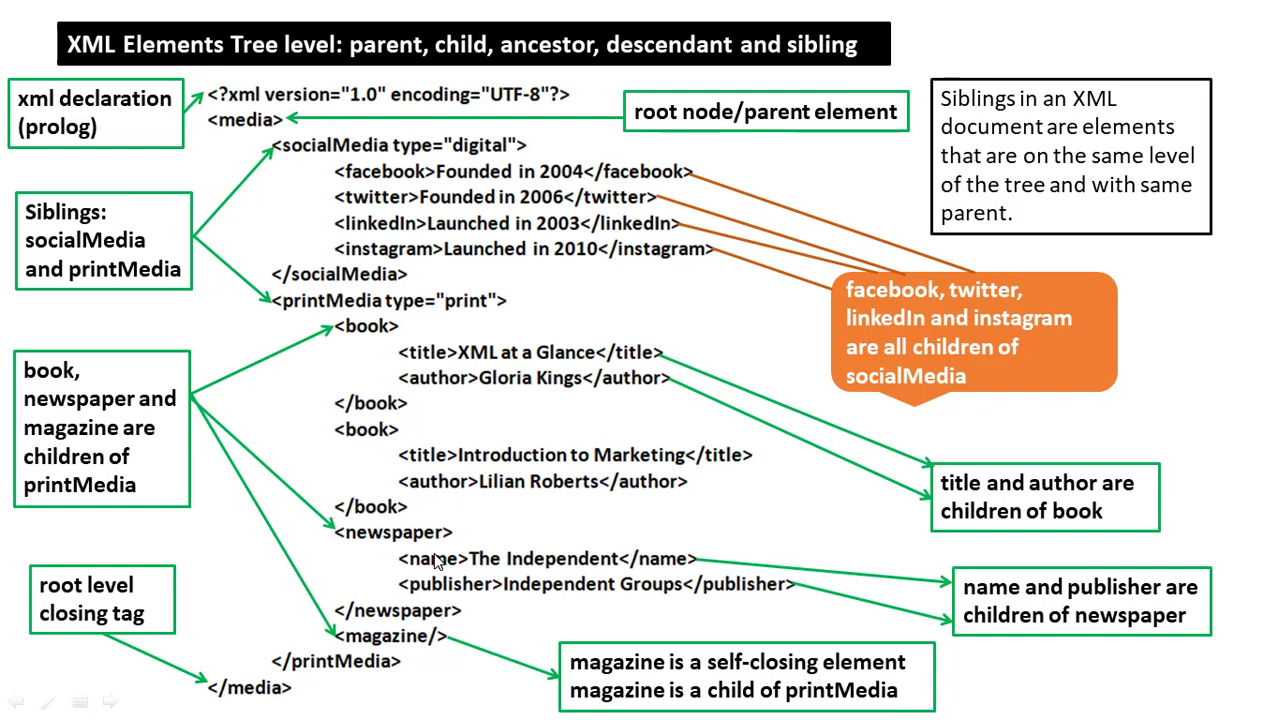 XML Elements Tree level: parent, child, ancestor, descendant and sibling
xml declaration
(prolog)
<?xml version="1.0" encoding="UTF-8"?>
<media>
root node/parent element
Siblings in an XML
document are elements
that are on the same level
of the tree and with same
parent.
<socialMedia type="digital">
<facebook>Founded in 2004</facebook>
<twitter>Founded in 2006</twitter>
<linkedIn>Launched in 2003</linkedIn>
<instagram>Launched in 2010</instagram>
</socialMedia>
Siblings:
socialMedia
and printMedia
facebook, twitter,
linkedIn and instagram
are all children of
socialMedia
<printMedia type="print">
<book>
<title>XML at a Glance</title>
<author>Gloria Kings</author>
</book>
<book>
<title>Introduction to Marketing</title>
<author>Lilian Roberts</author>
</book>
book,
newspaper and
magazine are
children of
printMedia
title and author are
children of book
<newspaper>
<name>The Independent</name>
<publisher>Independent Groups</publisher>
</newspaper>
<magazine/>
</printMedia>
</media>
name and publisher are
children of newspaper
root level
closing tag
magazine is a self-closing element
magazine is a child of printMedia